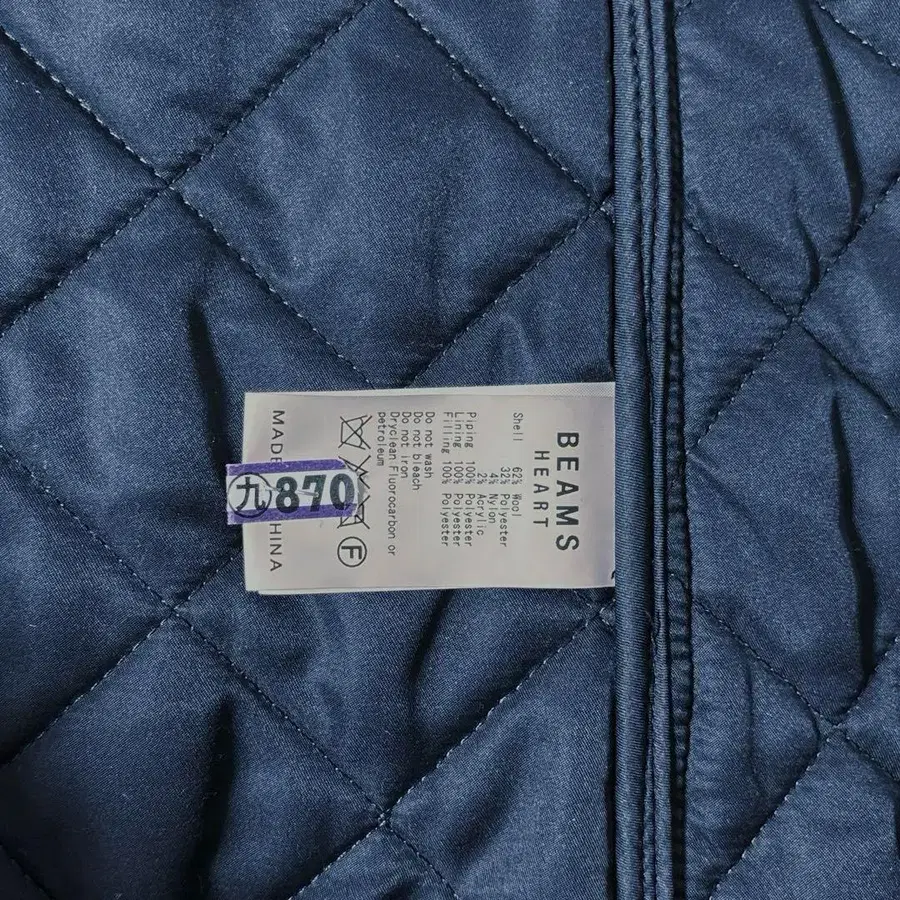 BEAMS
HEART
Shell 62% Wool
32% Polyester
4% Nylon
2% Acrylic
Piping 100% Polyester
Lining 100% Polyester
Filling 100% Polyester
Do not wash
Do not bleach
Do not iron
Dryclean Fluorocarbon or
petroleum
F
MADE CHINA
九 870